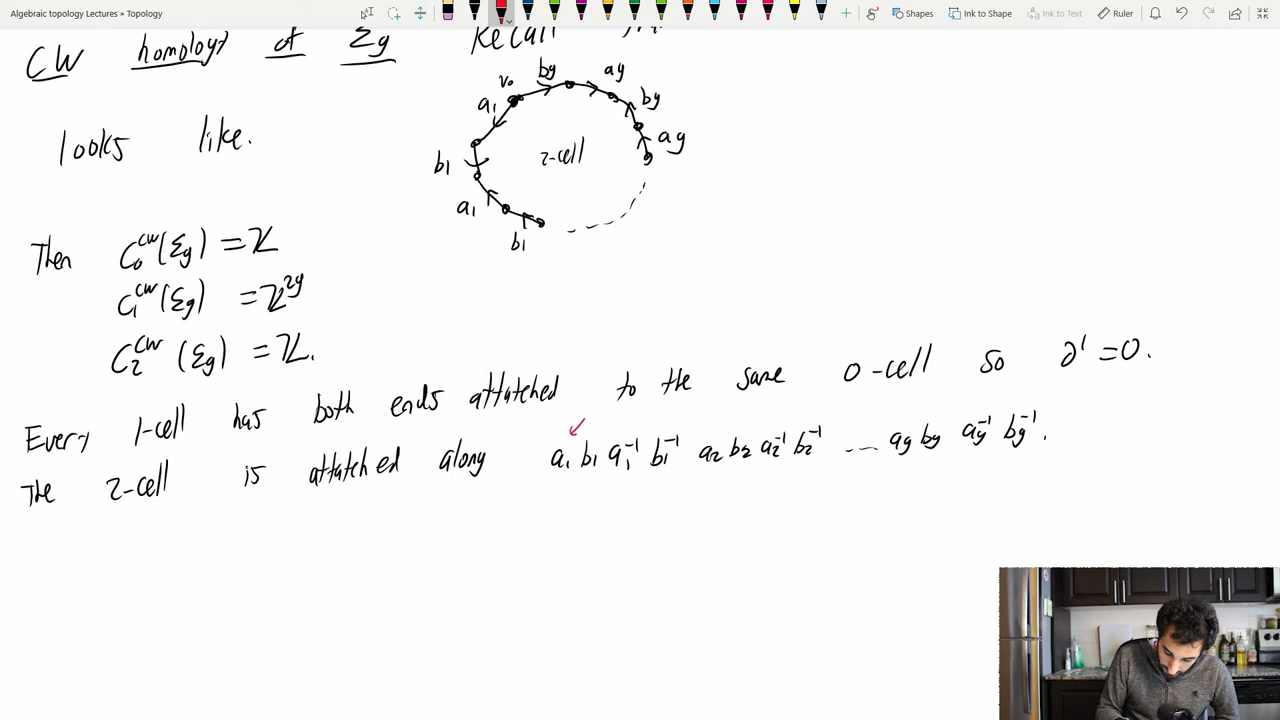 Algebraic topology Lectures = Topology
Shapes Ink to Shape Ink to Text Ruler
CW homology of Σg Recall
looks like.
v₀ bg ag
a₁ bg
b₁ 2-cell ag
a₁
b₁
Then C₀^CW(Σg) = ℤ
C₁^CW(Σg) = ℤ^2g
C₂^CW(Σg) = ℤ.
Every 1-cell has both ends attatched to the same 0-cell so ∂¹ = 0.
The 2-cell is attatched along a₁ b₁ a₁⁻¹ b₁⁻¹ a₂ b₂ a₂⁻¹ b₂⁻¹ ... ag bg ag⁻¹ bg⁻¹.